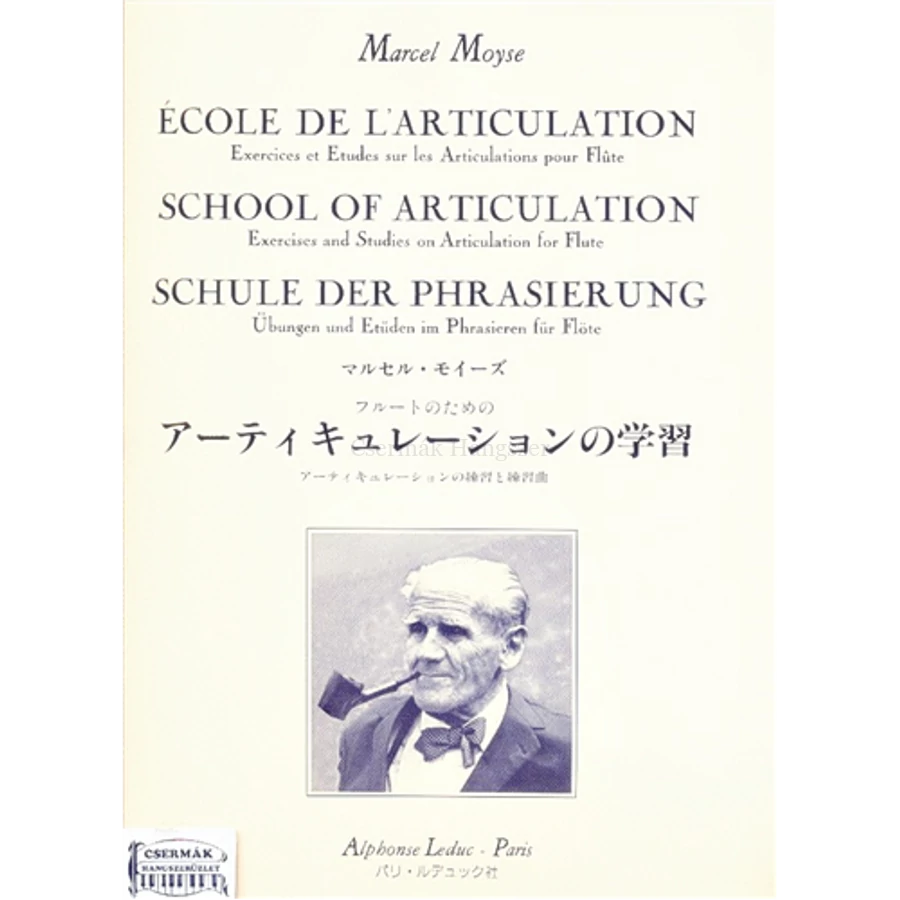 Marcel Moyse
ÉCOLE DE L'ARTICULATION
Exercices et Etudes sur les Articulations pour Flûte
SCHOOL OF ARTICULATION
Exercises and Studies on Articulation for Flute
SCHULE DER PHRASIERUNG
Übungen und Etüden im Phrasieren für Flöte
マルセル・モイーズ
フルートのための
アーティキュレーションの学習
アーティキュレーションの練習と練習曲
Alphonse Leduc - Paris
パリ・ルデュック社
CSERMÁK
HANGSZERÜZLET